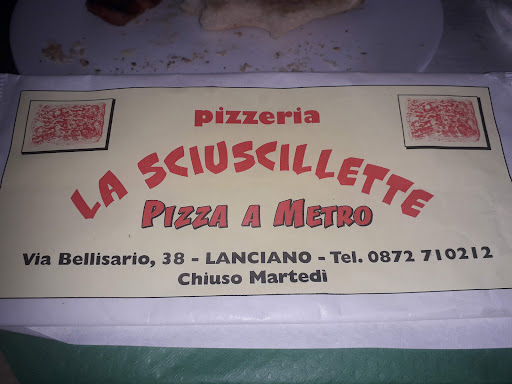 pizzeria
LA SCIUSCILLETTE
PIZZA A METRO
Via Bellisario, 38 - LANCIANO - Tel. 0872 710212
Chiuso Martedì